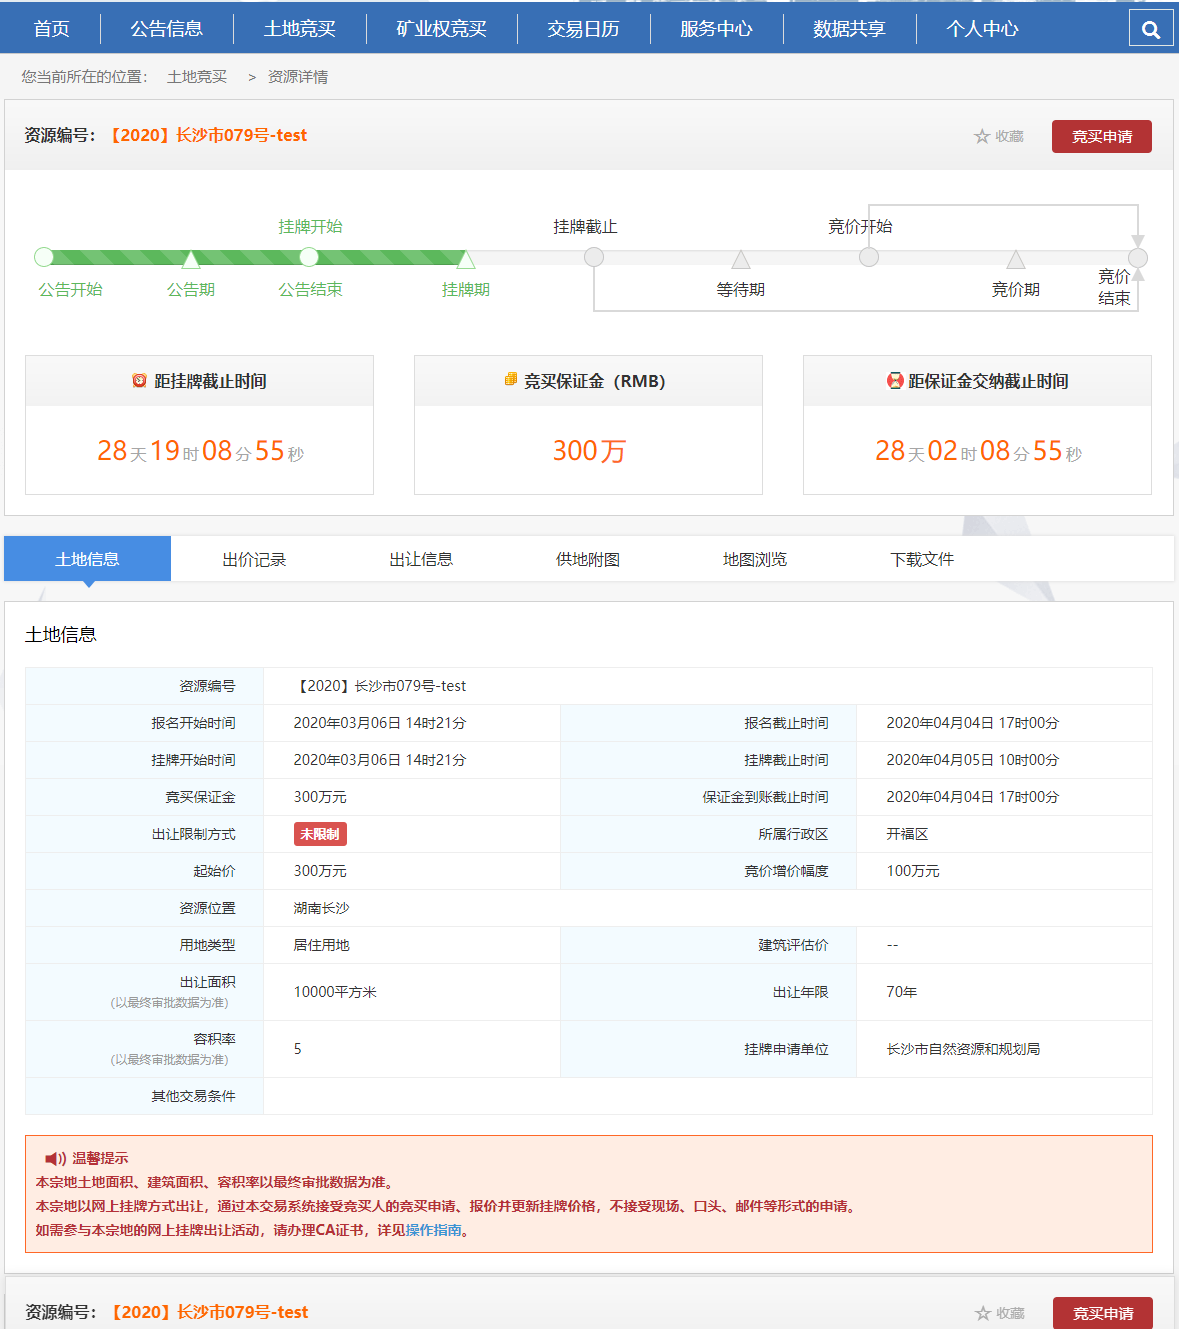 首页 公告信息 土地竞买 矿业权竞买 交易日历 服务中心 数据共享 个人中心
您当前所在的位置： 土地竞买 > 资源详情
资源编号：【2020】长沙市079号-test ☆ 收藏 竞买申请
挂牌开始 挂牌截止 竞价开始
公告开始 公告期 公告结束 挂牌期 等待期 竞价期 竞价
结束
距挂牌截止时间 竞买保证金（RMB） 距保证金交纳截止时间
28天19时08分55秒 300万 28天02时08分55秒
土地信息 出价记录 出让信息 供地附图 地图浏览 下载文件
土地信息
资源编号 【2020】长沙市079号-test
报名开始时间 2020年03月06日 14时21分 报名截止时间 2020年04月04日 17时00分
挂牌开始时间 2020年03月06日 14时21分 挂牌截止时间 2020年04月05日 10时00分
竞买保证金 300万元 保证金到账截止时间 2020年04月04日 17时00分
出让限制方式 未限制 所属行政区 开福区
起始价 300万元 竞价增价幅度 100万元
资源位置 湖南长沙
用地类型 居住用地 建筑评估价 --
出让面积
(以最终审批数据为准) 10000平方米 出让年限 70年
容积率
(以最终审批数据为准) 5 挂牌申请单位 长沙市自然资源和规划局
其他交易条件
温馨提示
本宗地土地面积、建筑面积、容积率以最终审批数据为准。
本宗地以网上挂牌方式出让，通过本交易系统接受竞买人的竞买申请、报价并更新挂牌价格，不接受现场、口头、邮件等形式的申请。
如需参与本宗地的网上挂牌出让活动，请办理CA证书，详见操作指南。
资源编号：【2020】长沙市079号-test ☆ 收藏 竞买申请